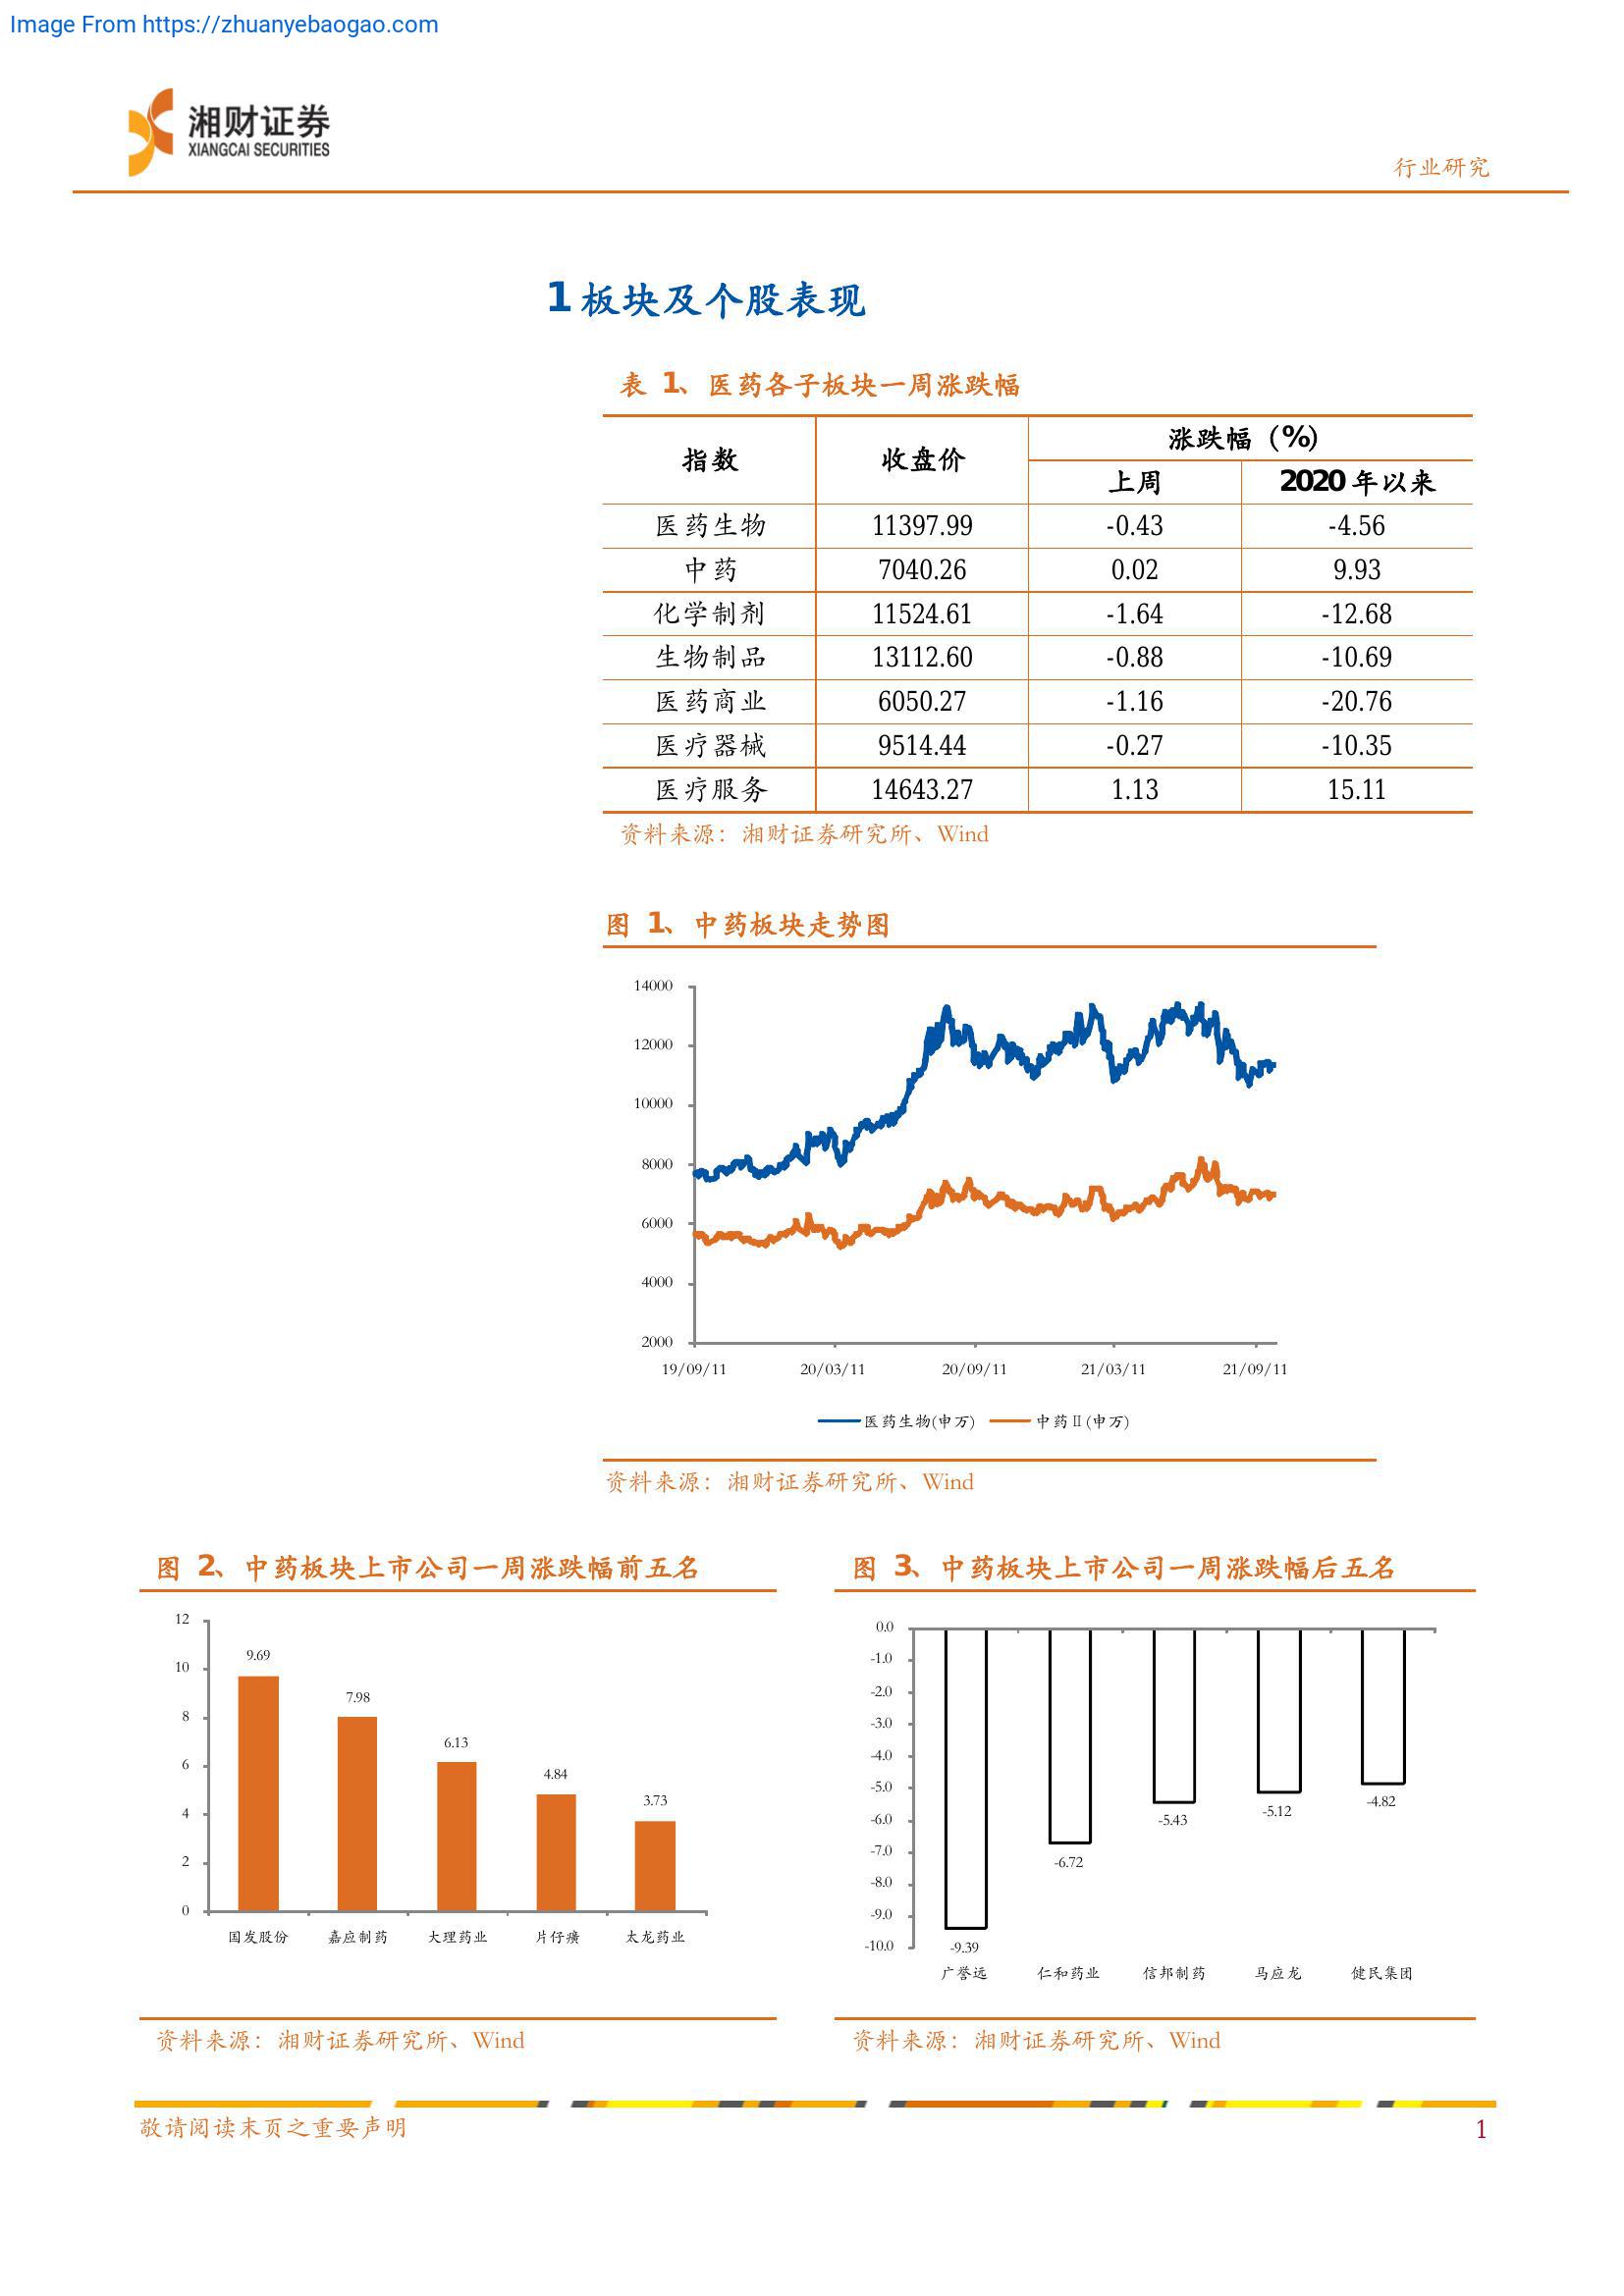 Image From https://zhuanyebaogao.com
湘财证券
XIANGCAI SECURITIES
行业研究
1 板块及个股表现
表 1、医药各子板块一周涨跌幅
指数 收盘价 涨跌幅（%）
上周 2020 年以来
医药生物 11397.99 -0.43 -4.56
中药 7040.26 0.02 9.93
化学制剂 11524.61 -1.64 -12.68
生物制品 13112.60 -0.88 -10.69
医药商业 6050.27 -1.16 -20.76
医疗器械 9514.44 -0.27 -10.35
医疗服务 14643.27 1.13 15.11
资料来源：湘财证券研究所、Wind
图 1、中药板块走势图
14000
12000
10000
8000
6000
4000
2000
19/09/11 20/03/11 20/09/11 21/03/11 21/09/11
医药生物(申万) 中药Ⅱ(申万)
资料来源：湘财证券研究所、Wind
图 2、中药板块上市公司一周涨跌幅前五名
12
10
8
6
4
2
0
9.69
7.98
6.13
4.84
3.73
国发股份 嘉应制药 大理药业 片仔癀 太龙药业
资料来源：湘财证券研究所、Wind
图 3、中药板块上市公司一周涨跌幅后五名
0.0
-1.0
-2.0
-3.0
-4.0
-5.0
-6.0
-7.0
-8.0
-9.0
-10.0
-9.39
-6.72
-5.43
-5.12
-4.82
广誉远 仁和药业 信邦制药 马应龙 健民集团
资料来源：湘财证券研究所、Wind
敬请阅读末页之重要声明
1